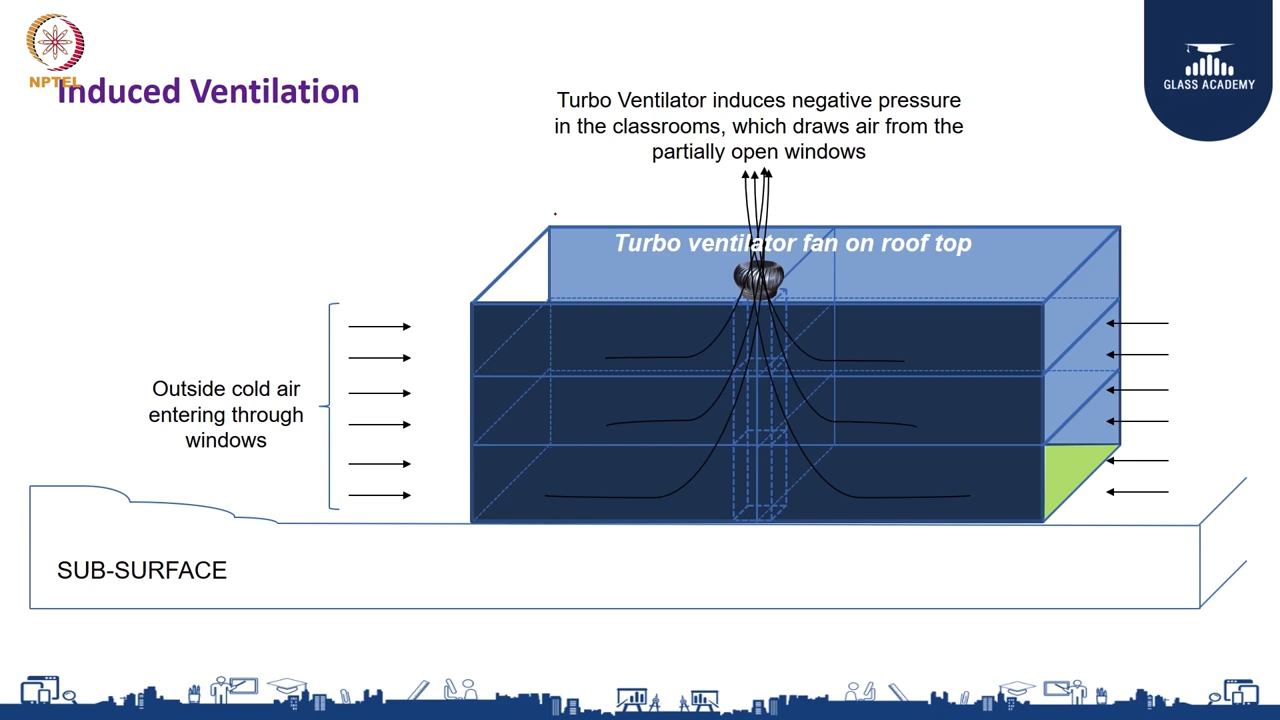 NPTEL
Induced Ventilation
GLASS ACADEMY
Turbo Ventilator induces negative pressure
in the classrooms, which draws air from the
partially open windows
Turbo ventilator fan on roof top
Outside cold air
entering through
windows
SUB-SURFACE